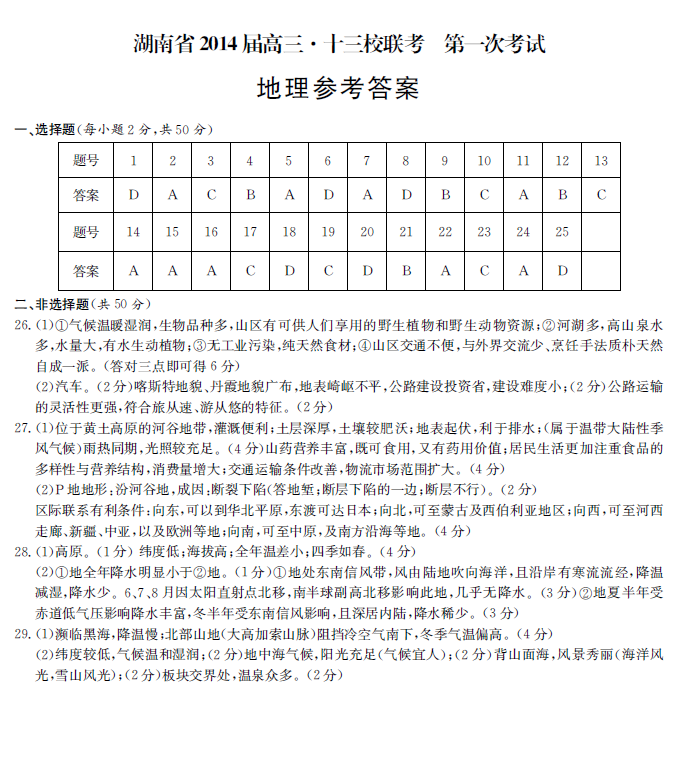 湖南省2014届高三·十三校联考 第一次考试
地理参考答案
一、选择题(每小题2分,共50分)
题号 1 2 3 4 5 6 7 8 9 10 11 12 13
答案 D A C B A D A D B C A B C
题号 14 15 16 17 18 19 20 21 22 23 24 25
答案 A A A C D C D B A C A D
二、非选择题(共50分)
26.(1)①气候温暖湿润,生物品种多,山区有可供人们享用的野生植物和野生动物资源;②河湖多,高山泉水
多,水量大,有水生动植物;③无工业污染,纯天然食材;④山区交通不便,与外界交流少、烹饪手法质朴天然
自成一派。(答对三点即可得6分)
(2)汽车。(2分)喀斯特地貌、丹霞地貌广布,地表崎岖不平,公路建设投资省,建设难度小;(2分)公路运输
的灵活性更强,符合旅从速、游从悠的特征。(2分)
27.(1)位于黄土高原的河谷地带,灌溉便利;土层深厚,土壤较肥沃;地表起伏,利于排水;(属于温带大陆性季
风气候)雨热同期,光照较充足。(4分)山药营养丰富,既可食用,又有药用价值;居民生活更加注重食品的
多样性与营养结构,消费量增大;交通运输条件改善,物流市场范围扩大。(4分)
(2)P地地形:汾河谷地,成因:断裂下陷(答地堑;断层下陷的一边;断层不行)。(2分)
区际联系有利条件:向东,可以到华北平原,东渡可达日本;向北,可至蒙古及西伯利亚地区;向西,可至河西
走廊、新疆、中亚,以及欧洲等地;向南,可至中原,及南方沿海等地。(4分)
28.(1)高原。(1分) 纬度低;海拔高;全年温差小;四季如春。(4分)
(2)①地全年降水明显小于②地。(1分)①地处东南信风带,风由陆地吹向海洋,且沿岸有寒流流经,降温
减湿,降水少。6、7、8月因太阳直射点北移,南半球副高北移影响此地,几乎无降水。(3分)②地夏半年受
赤道低气压影响降水丰富,冬半年受东南信风影响,且深居内陆,降水稀少。(3分)
29.(1)濒临黑海,降温慢;北部山地(大高加索山脉)阻挡冷空气南下,冬季气温偏高。(4分)
(2)纬度较低,气候温和湿润;(2分)地中海气候,阳光充足(气候宜人);(2分)背山面海,风景秀丽(海洋风
光,雪山风光);(2分)板块交界处,温泉众多。(2分)